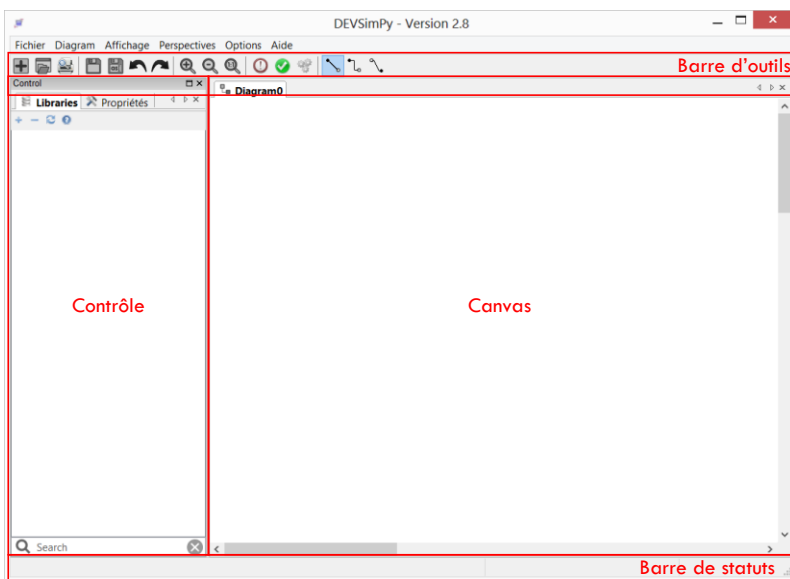 DEVSimPy - Version 2.8
Fichier Diagram Affichage Perspectives Options Aide
Barre d'outils
Control
Diagram0
Libraries Propriétés
Contrôle
Canvas
Search
Barre de statuts